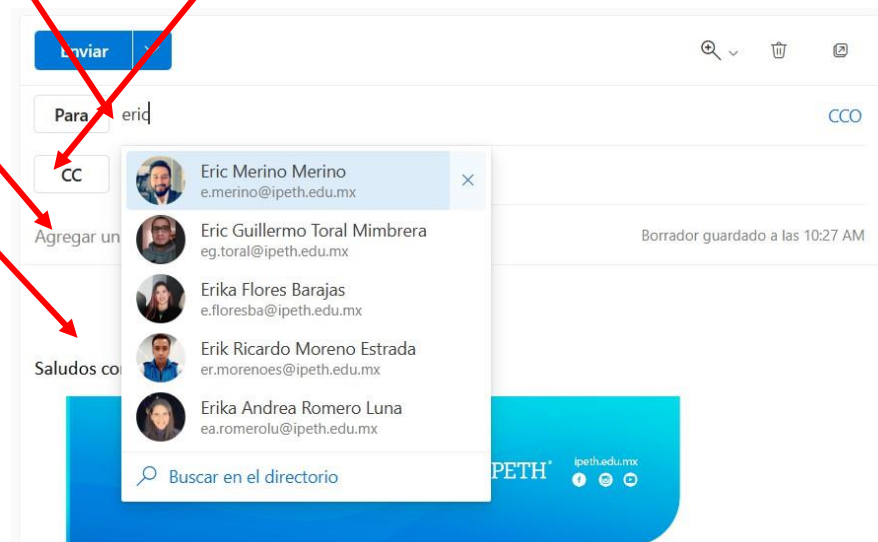 Enviar
Para
eric
CCO
CC
Eric Merino Merino
e.merino@ipeth.edu.mx
Agregar un
Eric Guillermo Toral Mimbrera
eg.toral@ipeth.edu.mx
Borrador guardado a las 10:27 AM
Erika Flores Barajas
e.floresba@ipeth.edu.mx
Saludos co
Erik Ricardo Moreno Estrada
er.morenoes@ipeth.edu.mx
Erika Andrea Romero Luna
ea.romerolu@ipeth.edu.mx
Buscar en el directorio
PETH®
ipeth.edu.mx